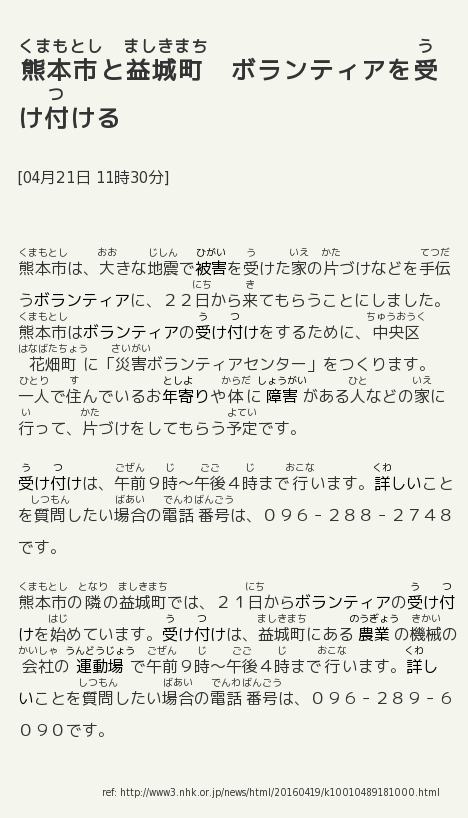 熊本市と益城町　ボランティアを受
け付ける
[04月21日 11時30分]
熊本市は、大きな地震で被害を受けた家の片づけなどを手伝
うボランティアに、２２日から来てもらうことにしました。
熊本市はボランティアの受け付けをするために、中央区
花畑町に「災害ボランティアセンター」をつくります。
一人で住んでいるお年寄りや体に障害がある人などの家に
行って、片づけをしてもらう予定です。
受け付けは、午前９時〜午後４時まで行います。詳しいこと
を質問したい場合の電話番号は、０９６－２８８－２７４８
です。
熊本市の隣の益城町では、２１日からボランティアの受け付
けを始めています。受け付けは、益城町にある農業の機械の
会社の運動場で午前９時〜午後４時まで行います。詳し
いことを質問したい場合の電話番号は、０９６－２８９－６
０９０です。
ref: http://www3.nhk.or.jp/news/html/20160419/k10010489181000.html